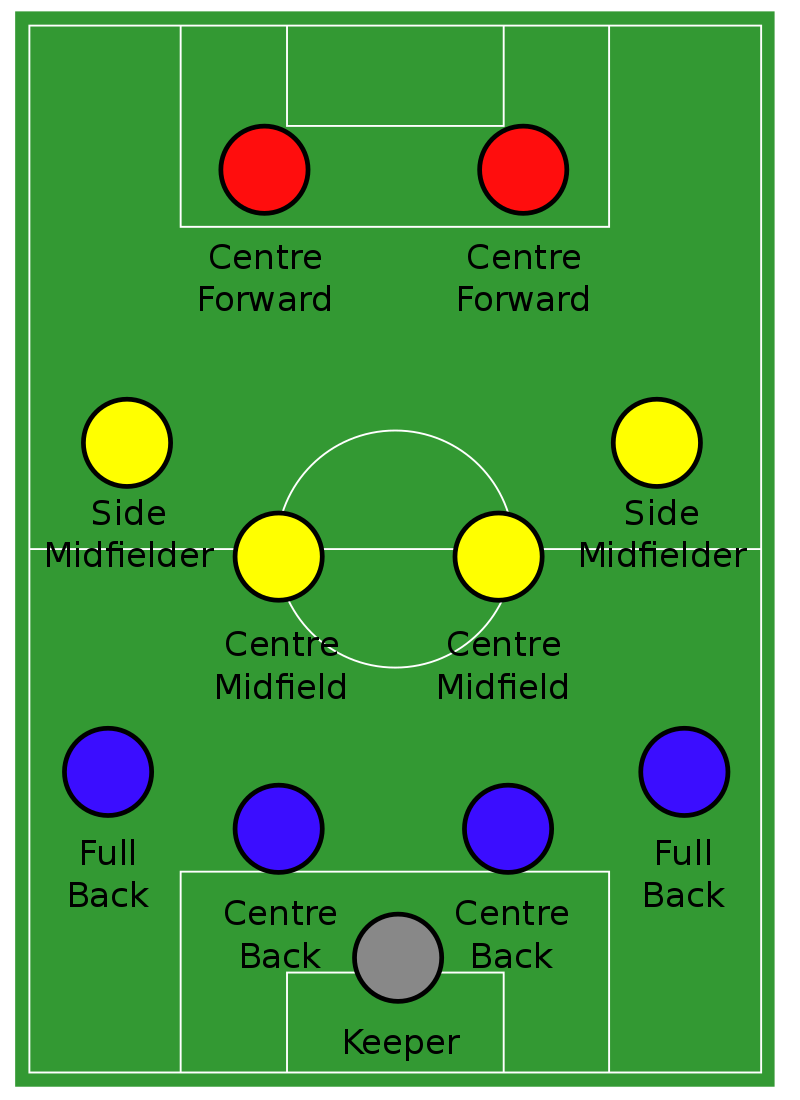 Centre
Forward
Centre
Forward
Side
Midfielder
Side
Midfielder
Centre
Midfield
Centre
Midfield
Full
Back
Full
Back
Centre
Back
Centre
Back
Keeper